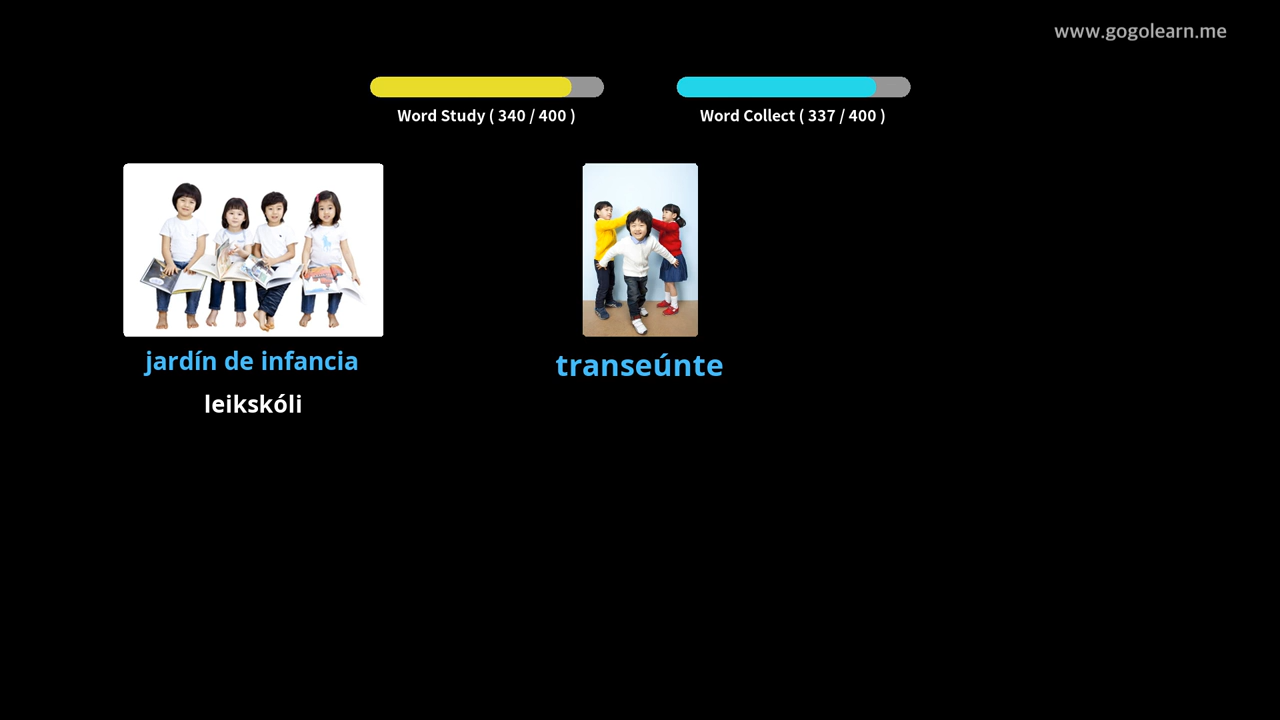 www.gogolearn.me
Word Study ( 340 / 400 )
Word Collect ( 337 / 400 )
jardín de infancia
leikskóli
transeúnte